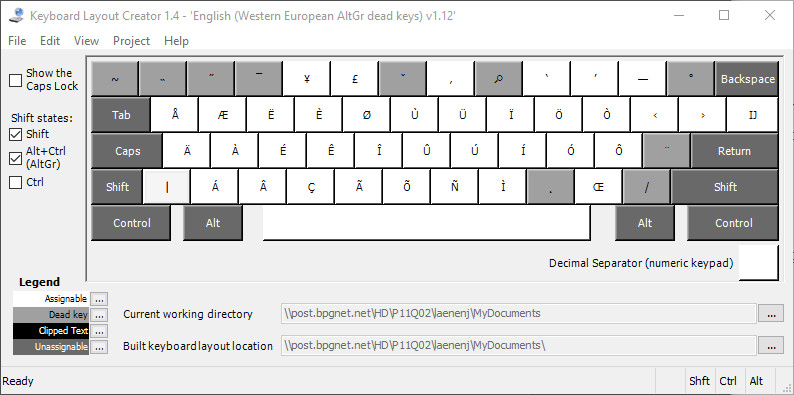 Keyboard Layout Creator 1.4 - 'English (Western European AltGr dead keys) v1.12'
File Edit View Project Help
Show the
Caps Lock
~ ˶ ˝ ¯ ¥ £ ˇ ‚ ‘ ’ — ° Backspace
Shift states:
Shift
Alt+Ctrl
(AltGr)
Ctrl
Tab Å Æ Ë È Ø Ù Ü Ï Ö Ò ‹ › IJ
Caps Ä À É Ê Î Û Ú Í Ó Ô ¨ Return
Shift | Á Â Ç Ã Õ Ñ Ì . Œ / Shift
Control Alt Alt Control
Decimal Separator (numeric keypad)
Legend
Assignable ...
Dead key ...
Clipped Text ...
Unassignable ...
Current working directory \\post.bpgnet.net\HD\P11Q02\laenenj\MyDocuments ...
Built keyboard layout location \\post.bpgnet.net\HD\P11Q02\laenenj\MyDocuments\ ...
Ready Shft Ctrl Alt